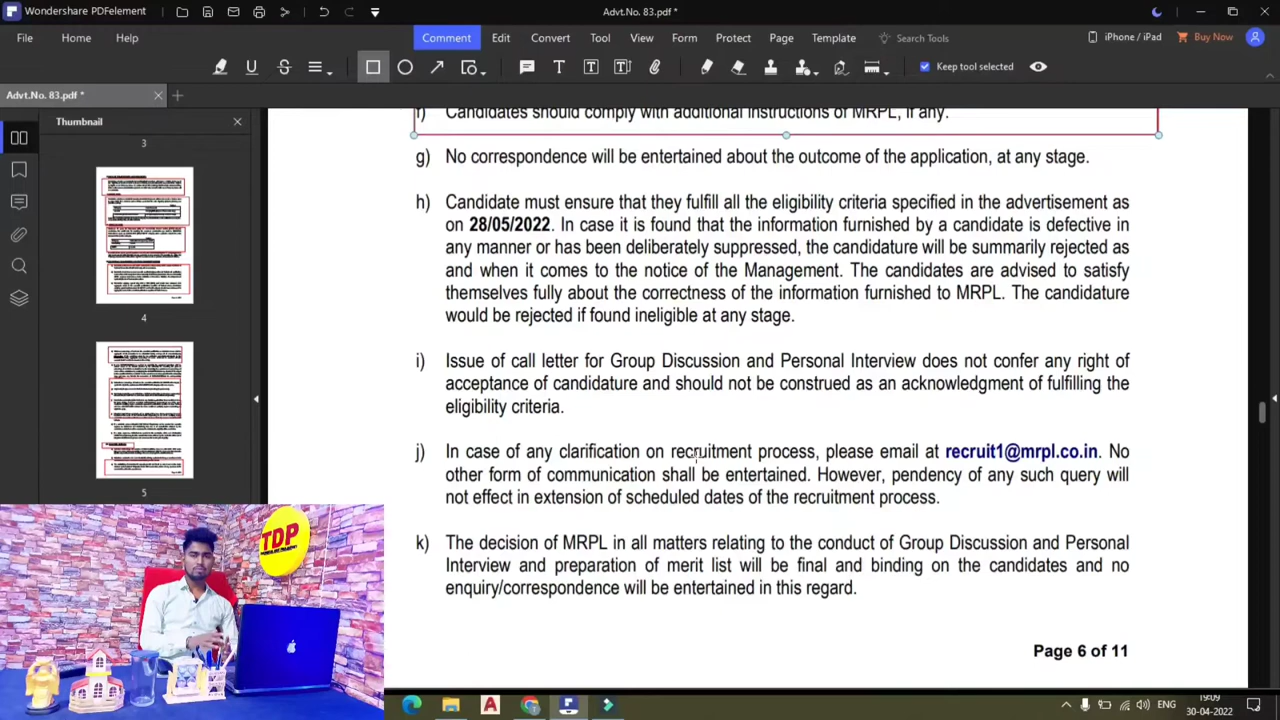 Wondershare PDFelement
Advt.No. 83.pdf *
File Home Help Comment Edit Convert Tool View Form Protect Page Template Search Tools iPhone / iPad Buy Now
Keep tool selected
Advt.No. 83.pdf *
Thumbnail
3
4
5
f) Candidates should comply with additional instructions of MRPL, if any.
g) No correspondence will be entertained about the outcome of the application, at any stage.
h) Candidate must ensure that they fulfill all the eligibility criteria specified in the advertisement as
on 28/05/2022. In case it is found that the information furnished by a candidate is defective in
any manner or has been deliberately suppressed, the candidature will be summarily rejected as
and when it comes to the notice of the Management. The candidates are advised to satisfy
themselves fully about the correctness of the information furnished to MRPL. The candidature
would be rejected if found ineligible at any stage.
i) Issue of call letter for Group Discussion and Personal Interview does not confer any right of
acceptance of candidature and should not be construed as an acknowledgment of fulfilling the
eligibility criteria.
j) In case of any clarification on recruitment process, please email at recruit1@mrpl.co.in. No
other form of communication shall be entertained. However, pendency of any such query will
not effect in extension of scheduled dates of the recruitment process.
k) The decision of MRPL in all matters relating to the conduct of Group Discussion and Personal
Interview and preparation of merit list will be final and binding on the candidates and no
enquiry/correspondence will be entertained in this regard.
Page 6 of 11
TDP
19:09
ENG
30-04-2022